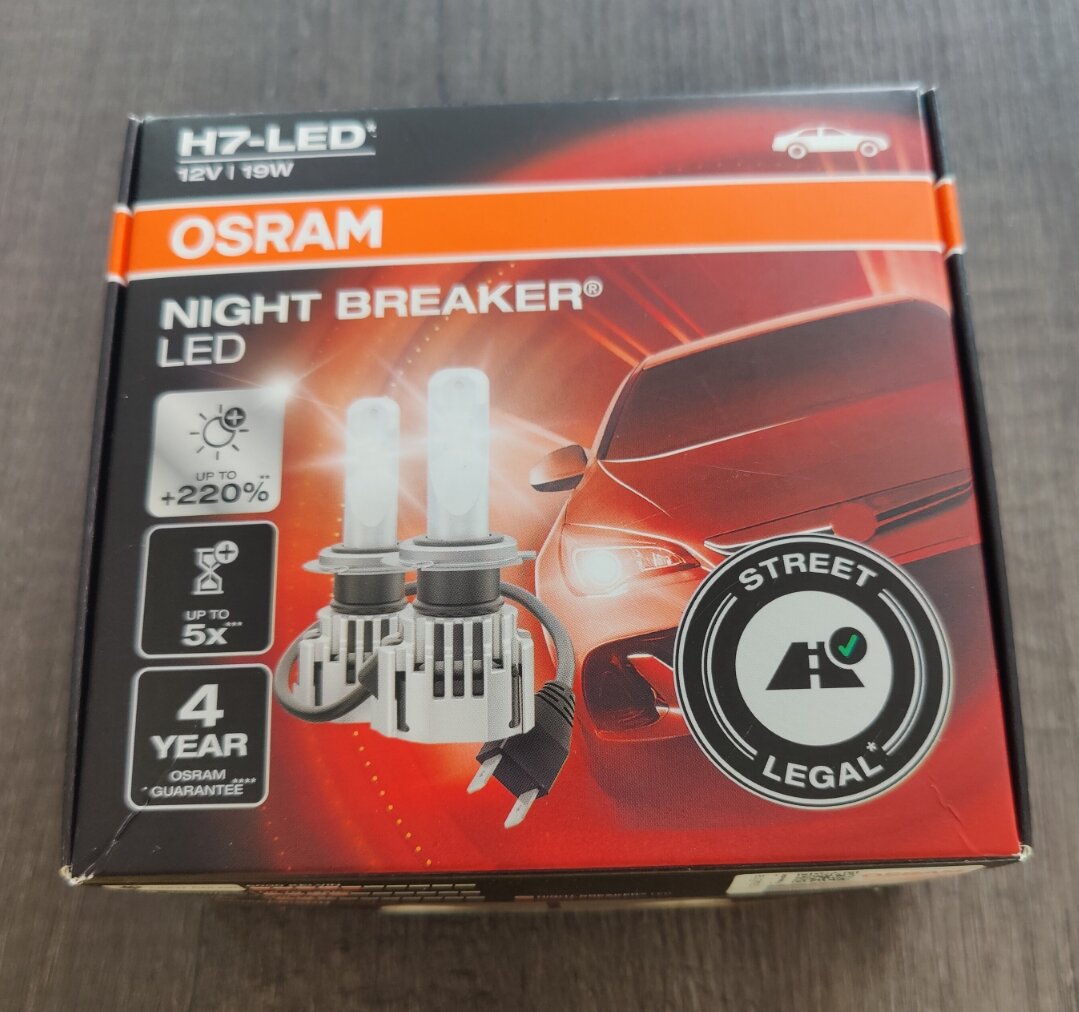 H7-LED*
12V | 19W
OSRAM
NIGHT BREAKER®
LED
UP TO
+220%**
UP TO
5x***
4
YEAR
OSRAM
GUARANTEE****
STREET
LEGAL*